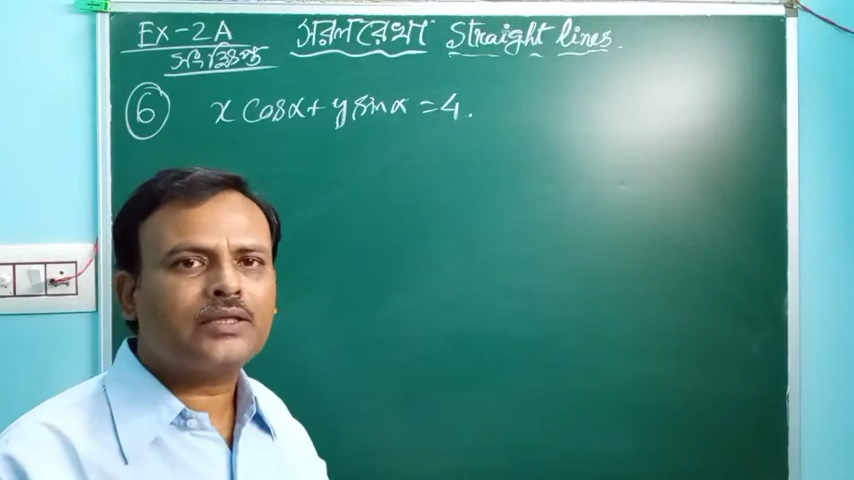 Ex-2A সরলরেখা Straight lines.
সংক্ষিপ্ত
6 x cosα + y sinα = 4.